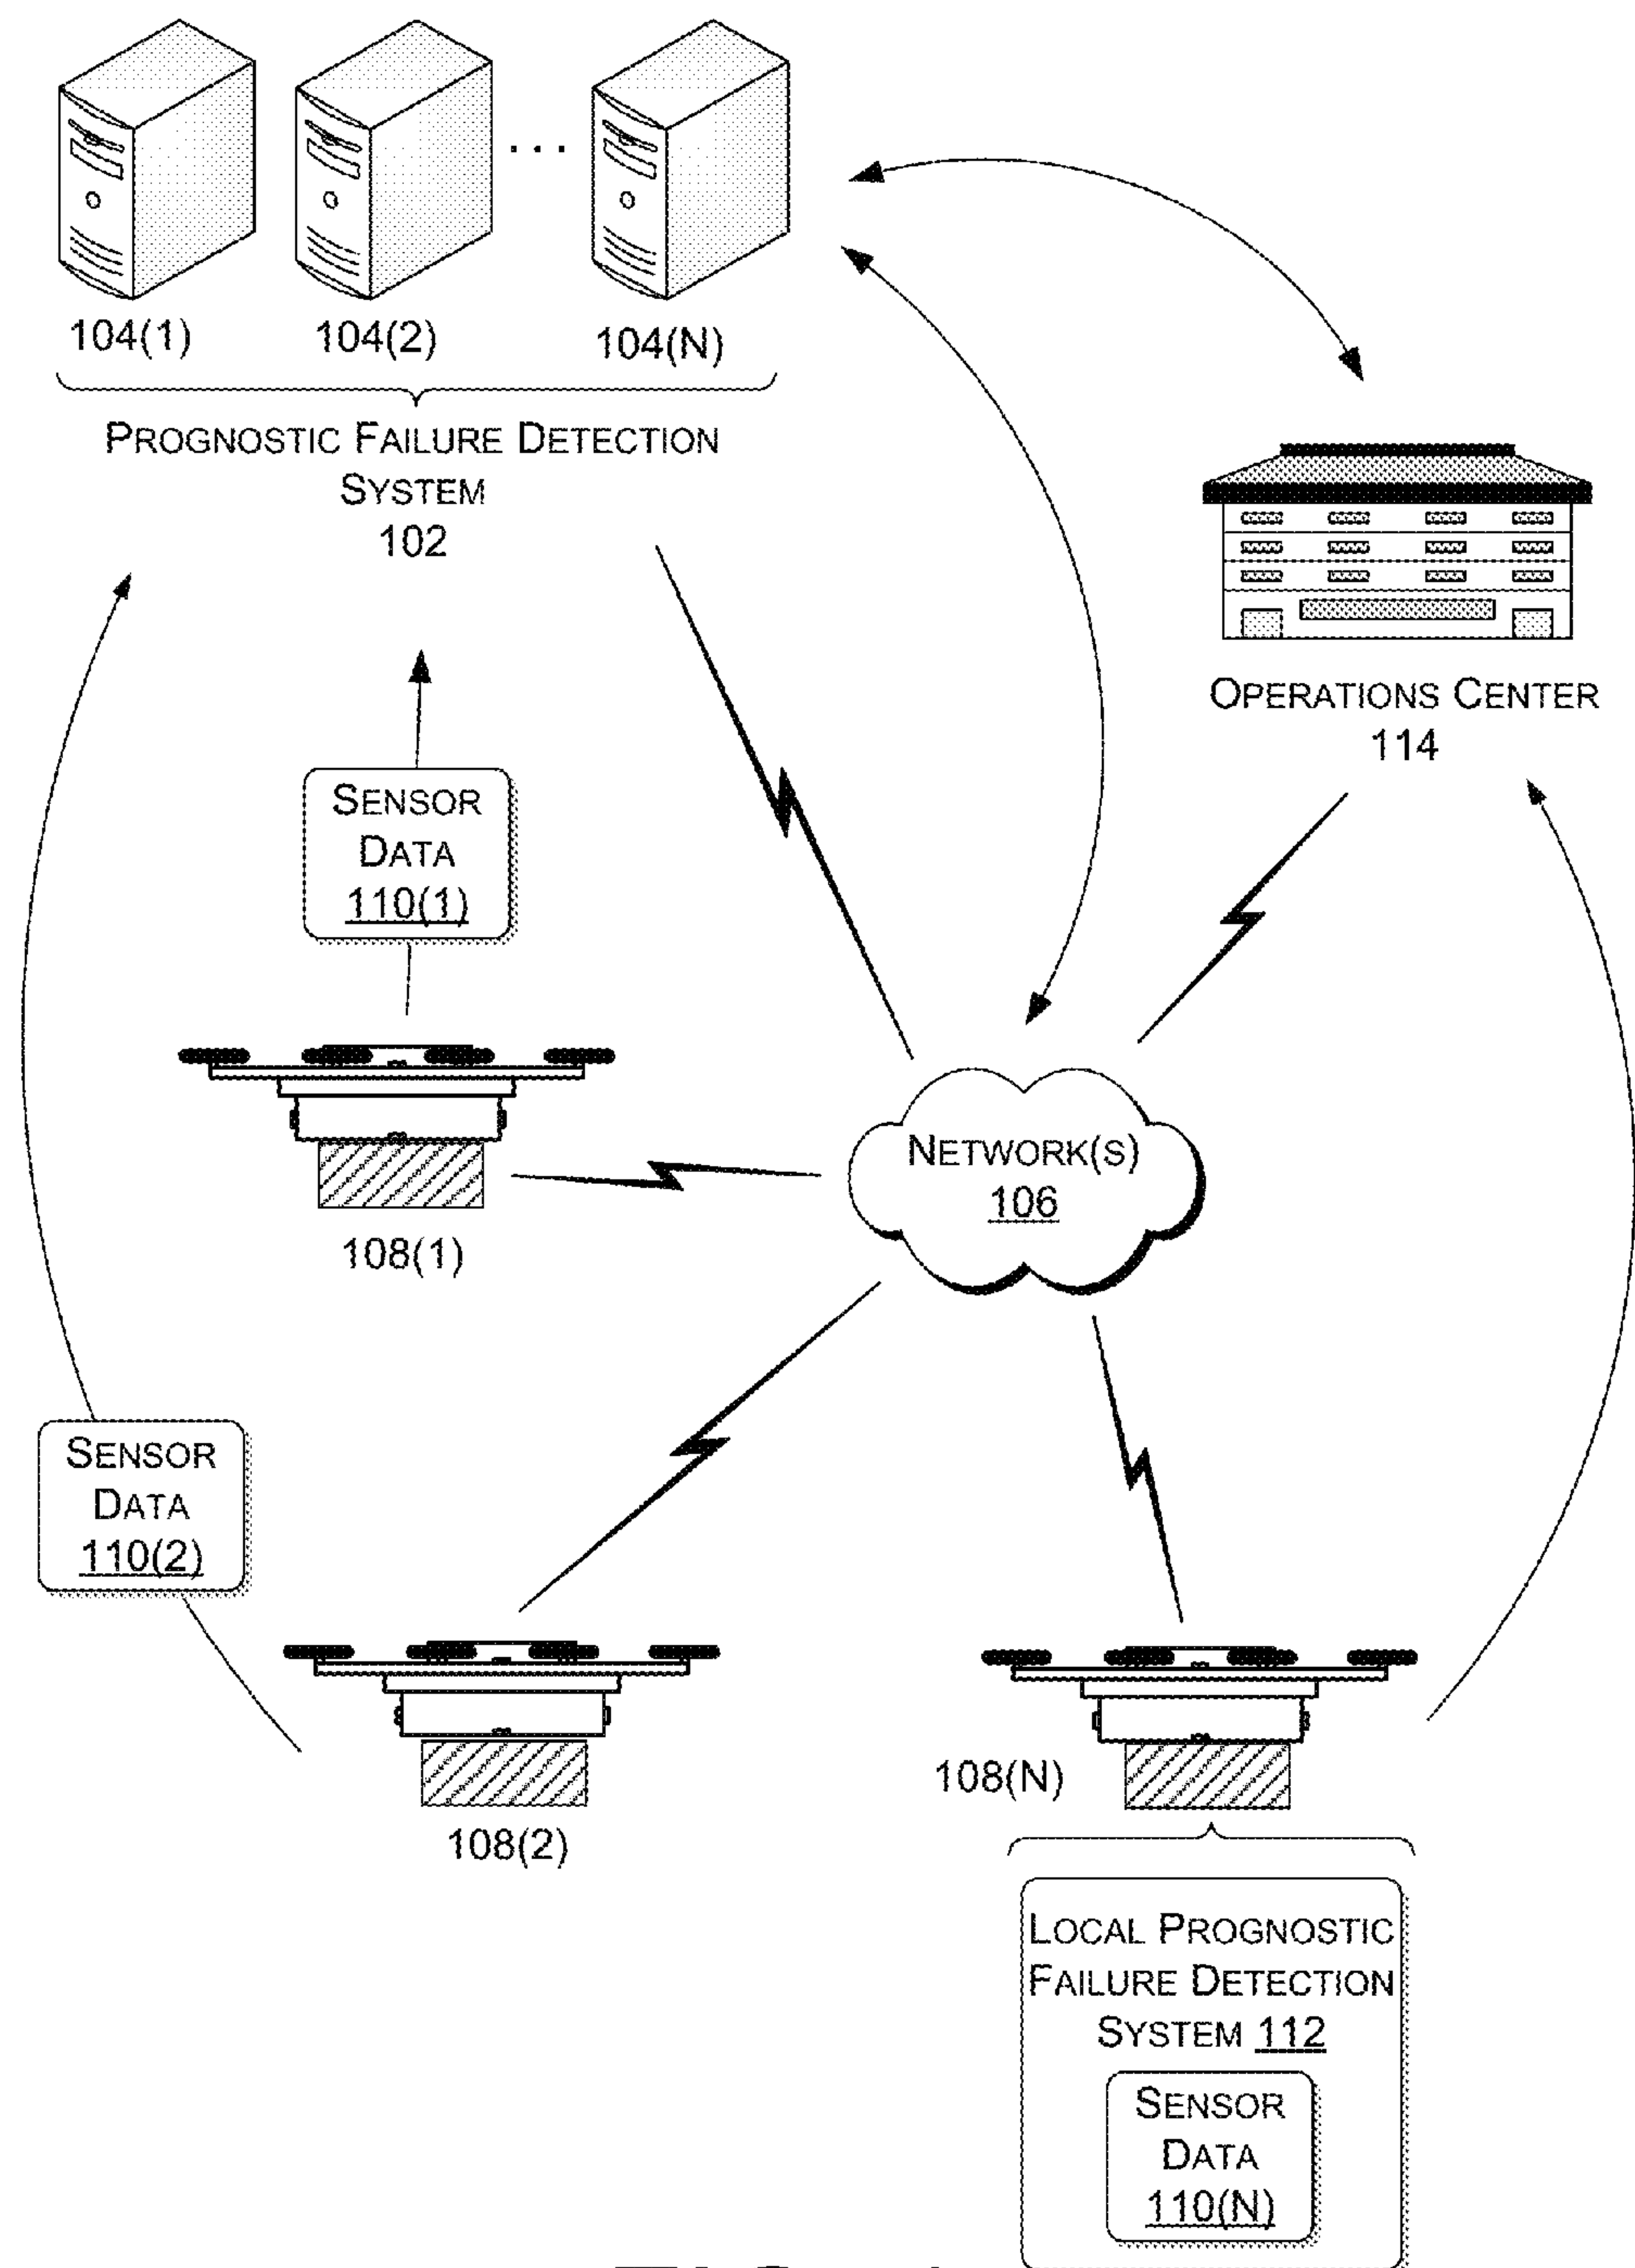 104(1)
104(2)
...
104(N)
PROGNOSTIC FAILURE DETECTION
SYSTEM
102
OPERATIONS CENTER
114
SENSOR
DATA
110(1)
108(1)
NETWORK(S)
106
SENSOR
DATA
110(2)
108(2)
108(N)
LOCAL PROGNOSTIC
FAILURE DETECTION
SYSTEM 112
SENSOR
DATA
110(N)